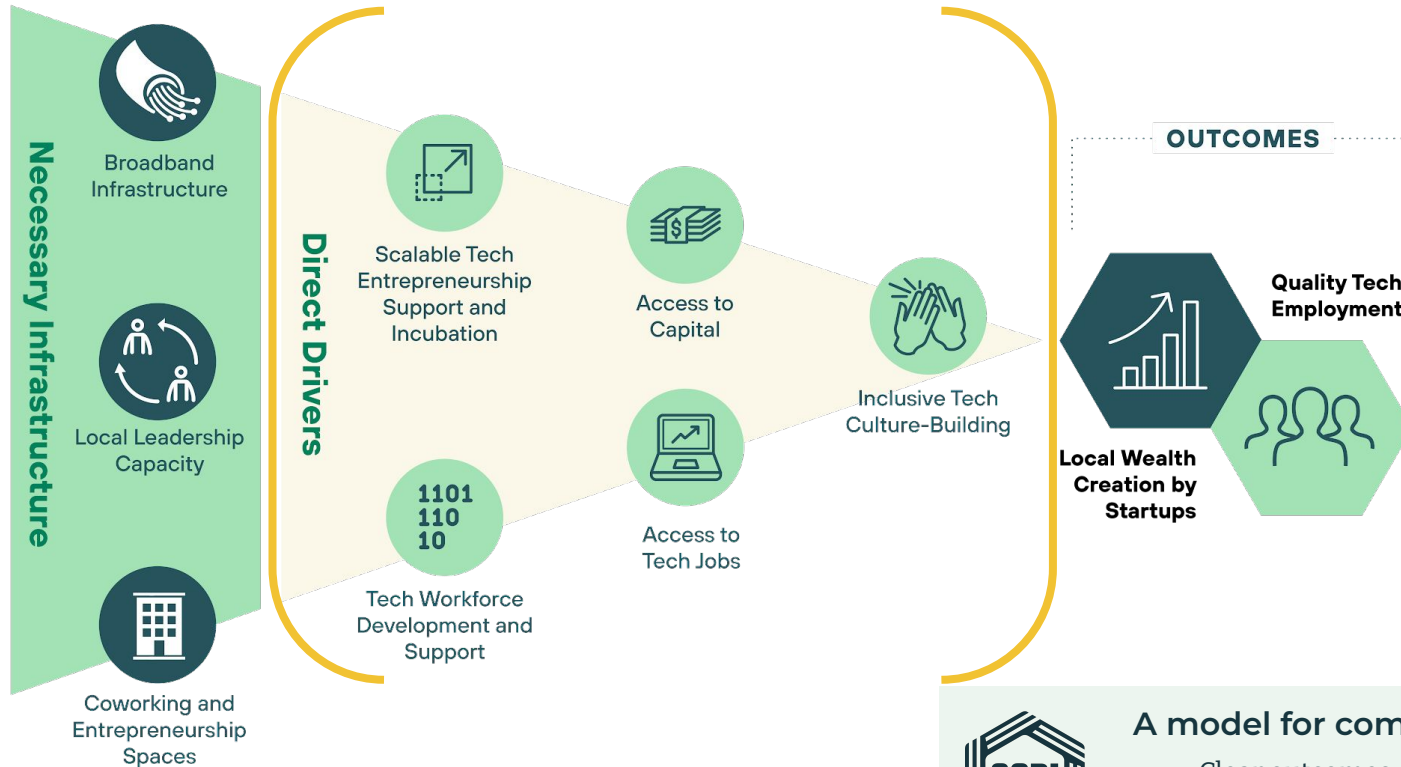 Necessary Infrastructure
Broadband
Infrastructure
Local Leadership
Capacity
Coworking and
Entrepreneurship
Spaces
Direct Drivers
Scalable Tech
Entrepreneurship
Support and
Incubation
1101
110
10
Tech Workforce
Development and
Support
$
Access to
Capital
Access to
Tech Jobs
Inclusive Tech
Culture-Building
OUTCOMES
Quality Tech
Employment
Local Wealth
Creation by
Startups
A model for com